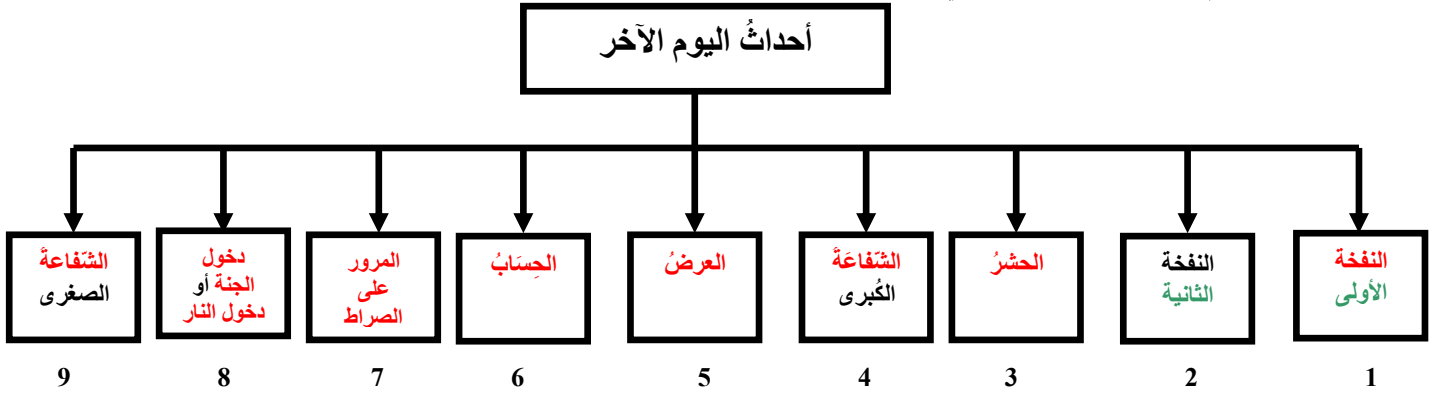 أحداثُ اليوم الآخر
النفخة
الأولى
النفخة
الثانية
الحشرُ
الشّفاعَةُ
الكُبرى
العرضُ
الحِسَابُ
المرور
على
الصراط
دخول
الجنة أو
دخول النار
الشّفاعةُ
الصغرى
1
2
3
4
5
6
7
8
9